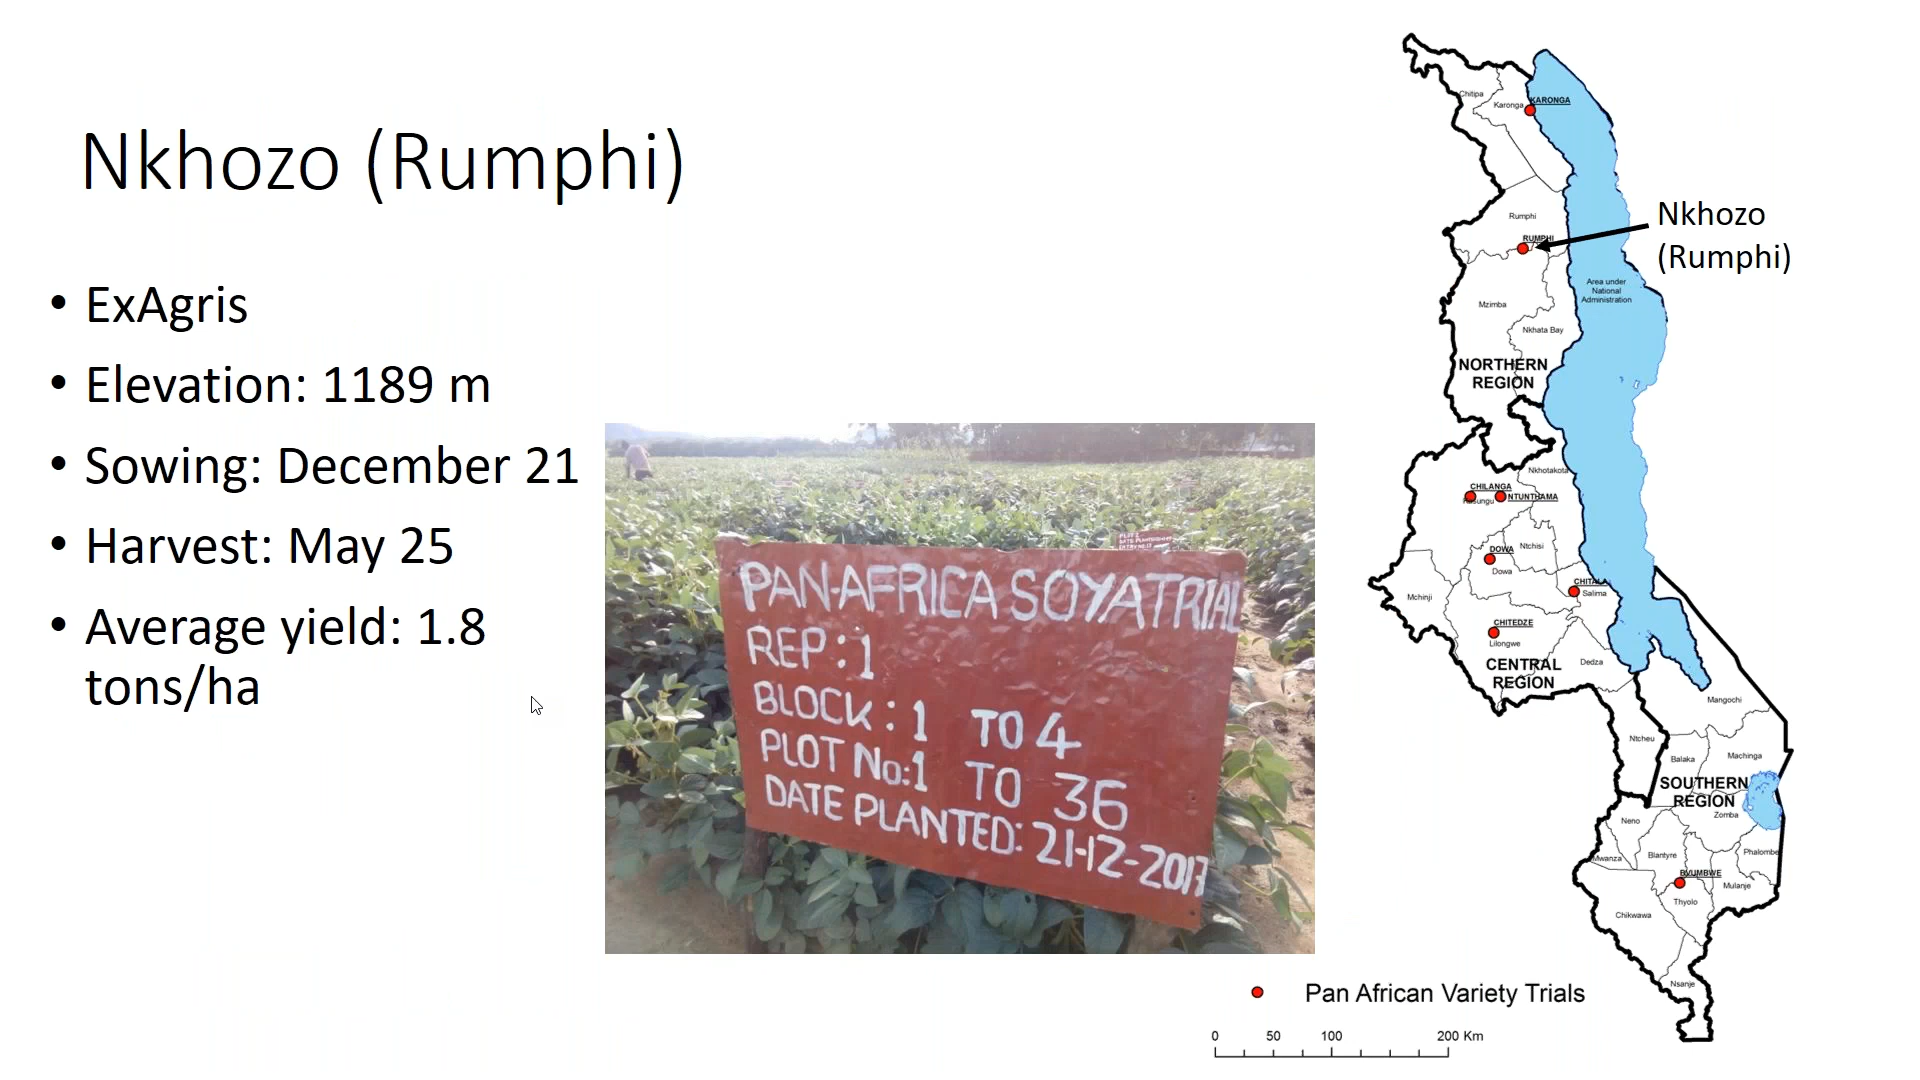 Nkhozo (Rumphi)
• ExAgris
• Elevation: 1189 m
• Sowing: December 21
• Harvest: May 25
• Average yield: 1.8
tons/ha
PAN-AFRICA SOYA TRIAL
REP: 1
BLOCK: 1 TO 4
PLOT No: 1 TO 36
DATE PLANTED: 21-12-2017
Chitipa
Karonga
KARONGA
Rumphi
RUMPHI
Nkhozo
(Rumphi)
Area under
National
Administration
Mzimba
Nkhata Bay
NORTHERN
REGION
Nkhotakota
CHILANGA
NTUNTHAMA
Kasungu
DOWA
Dowa
Ntchisi
CHITALA
Salima
Mchinji
CHITEDZE
Lilongwe
Dedza
CENTRAL
REGION
Mangochi
Ntcheu
Balaka
Machinga
SOUTHERN
REGION
Zomba
Neno
Mwanza
Blantyre
Phalombe
BVUMBWE
Mulanje
Thyolo
Chikwawa
Nsanje
Pan African Variety Trials
0 50 100 200 Km